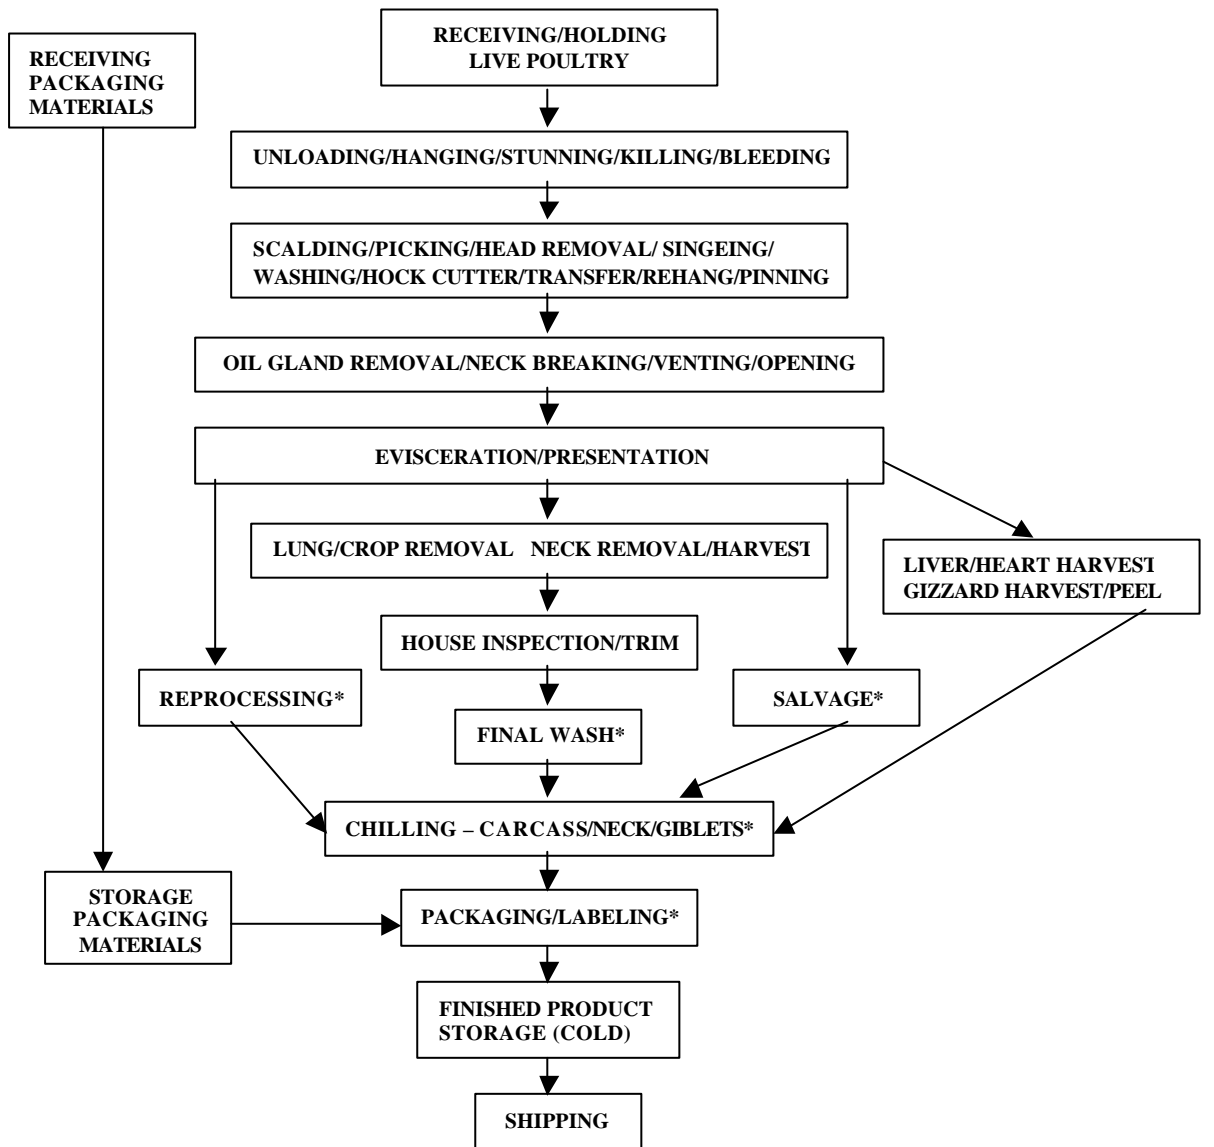 RECEIVING/HOLDING
LIVE POULTRY
RECEIVING
PACKAGING
MATERIALS
UNLOADING/HANGING/STUNNING/KILLING/BLEEDING
SCALDING/PICKING/HEAD REMOVAL/ SINGEING/
WASHING/HOCK CUTTER/TRANSFER/REHANG/PINNING
OIL GLAND REMOVAL/NECK BREAKING/VENTING/OPENING
EVISCERATION/PRESENTATION
LUNG/CROP REMOVAL NECK REMOVAL/HARVEST
LIVER/HEART HARVEST
GIZZARD HARVEST/PEEL
HOUSE INSPECTION/TRIM
REPROCESSING*
SALVAGE*
FINAL WASH*
CHILLING – CARCASS/NECK/GIBLETS*
STORAGE
PACKAGING
MATERIALS
PACKAGING/LABELING*
FINISHED PRODUCT
STORAGE (COLD)
SHIPPING